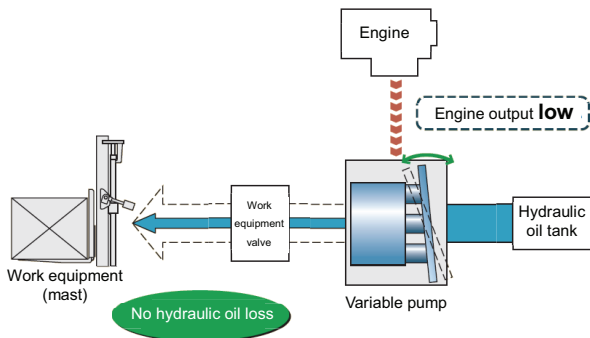 Engine
Engine output low
Work
equipment
valve
Hydraulic
oil tank
Work equipment
(mast)
Variable pump
No hydraulic oil loss